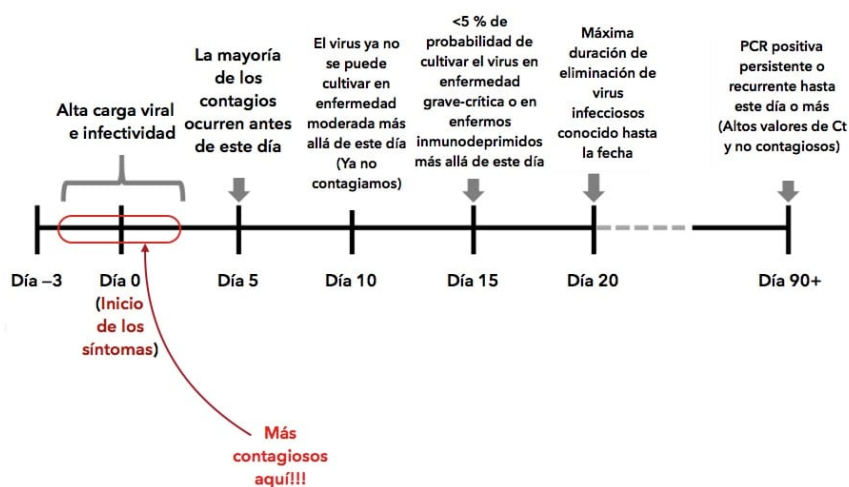 Alta carga viral
e infectividad
La mayoría
de los
contagios
ocurren antes
de este día
El virus ya no
se puede
cultivar en
enfermedad
moderada más
allá de este día
(Ya no
contagiamos)
<5 % de
probabilidad de
cultivar el virus en
enfermedad
grave-crítica o en
enfermos
inmunodeprimidos
más allá de este día
Máxima
duración de
eliminación de
virus
infecciosos
conocido hasta
la fecha
PCR positiva
persistente o
recurrente hasta
este día o más
(Altos valores de Ct
y no contagiosos)
Día –3
Día 0
(Inicio
de los
síntomas)
Día 5
Día 10
Día 15
Día 20
Día 90+
Más
contagiosos
aquí!!!